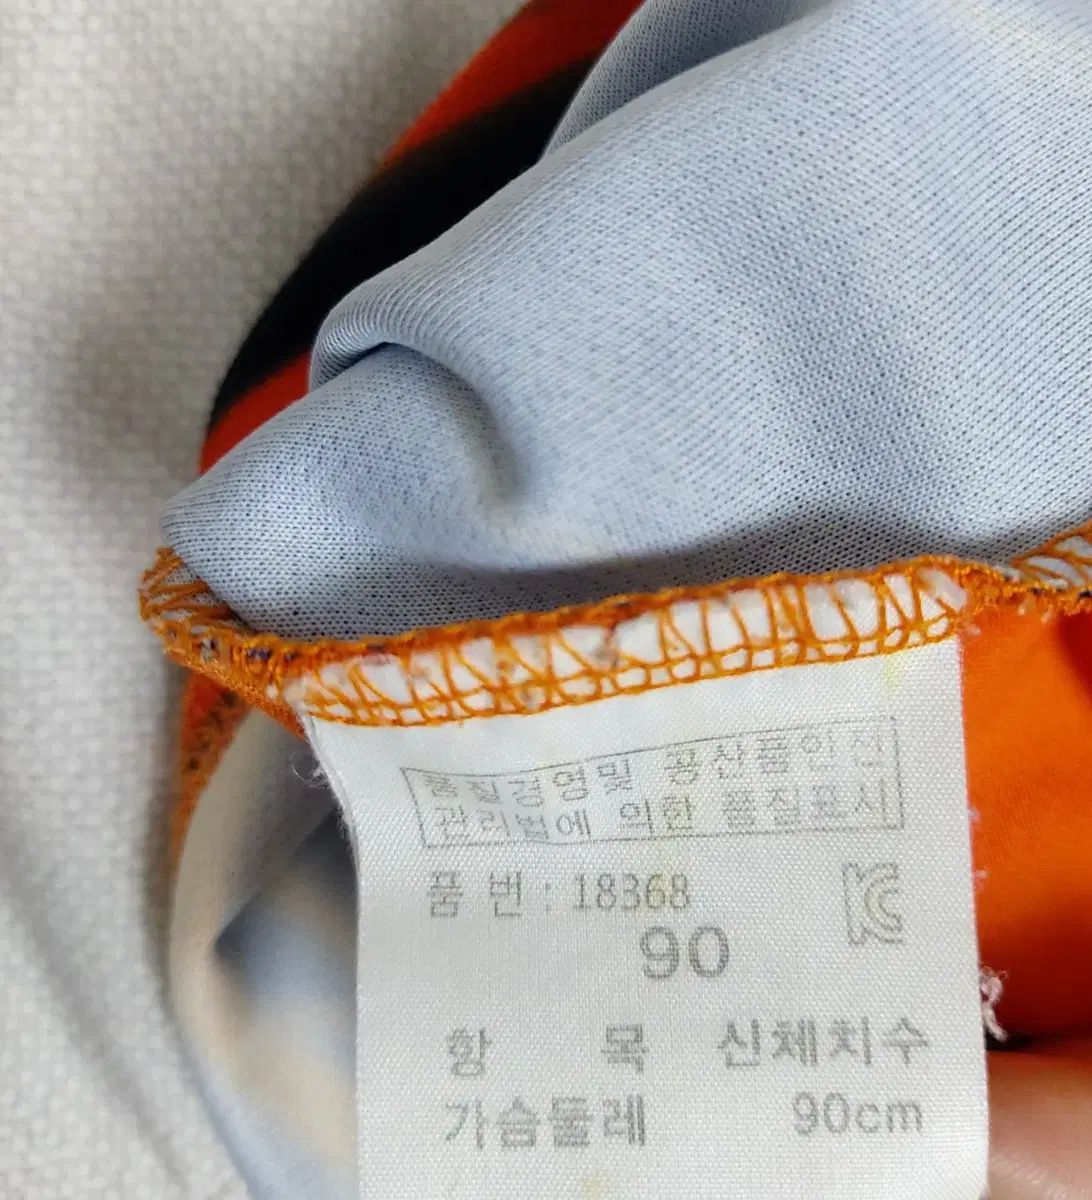 품질경영및 공산품안전
관리법에 의한 품질표시
품 번 : 18368
KC
90
항 목 신체치수
가슴둘레 90cm